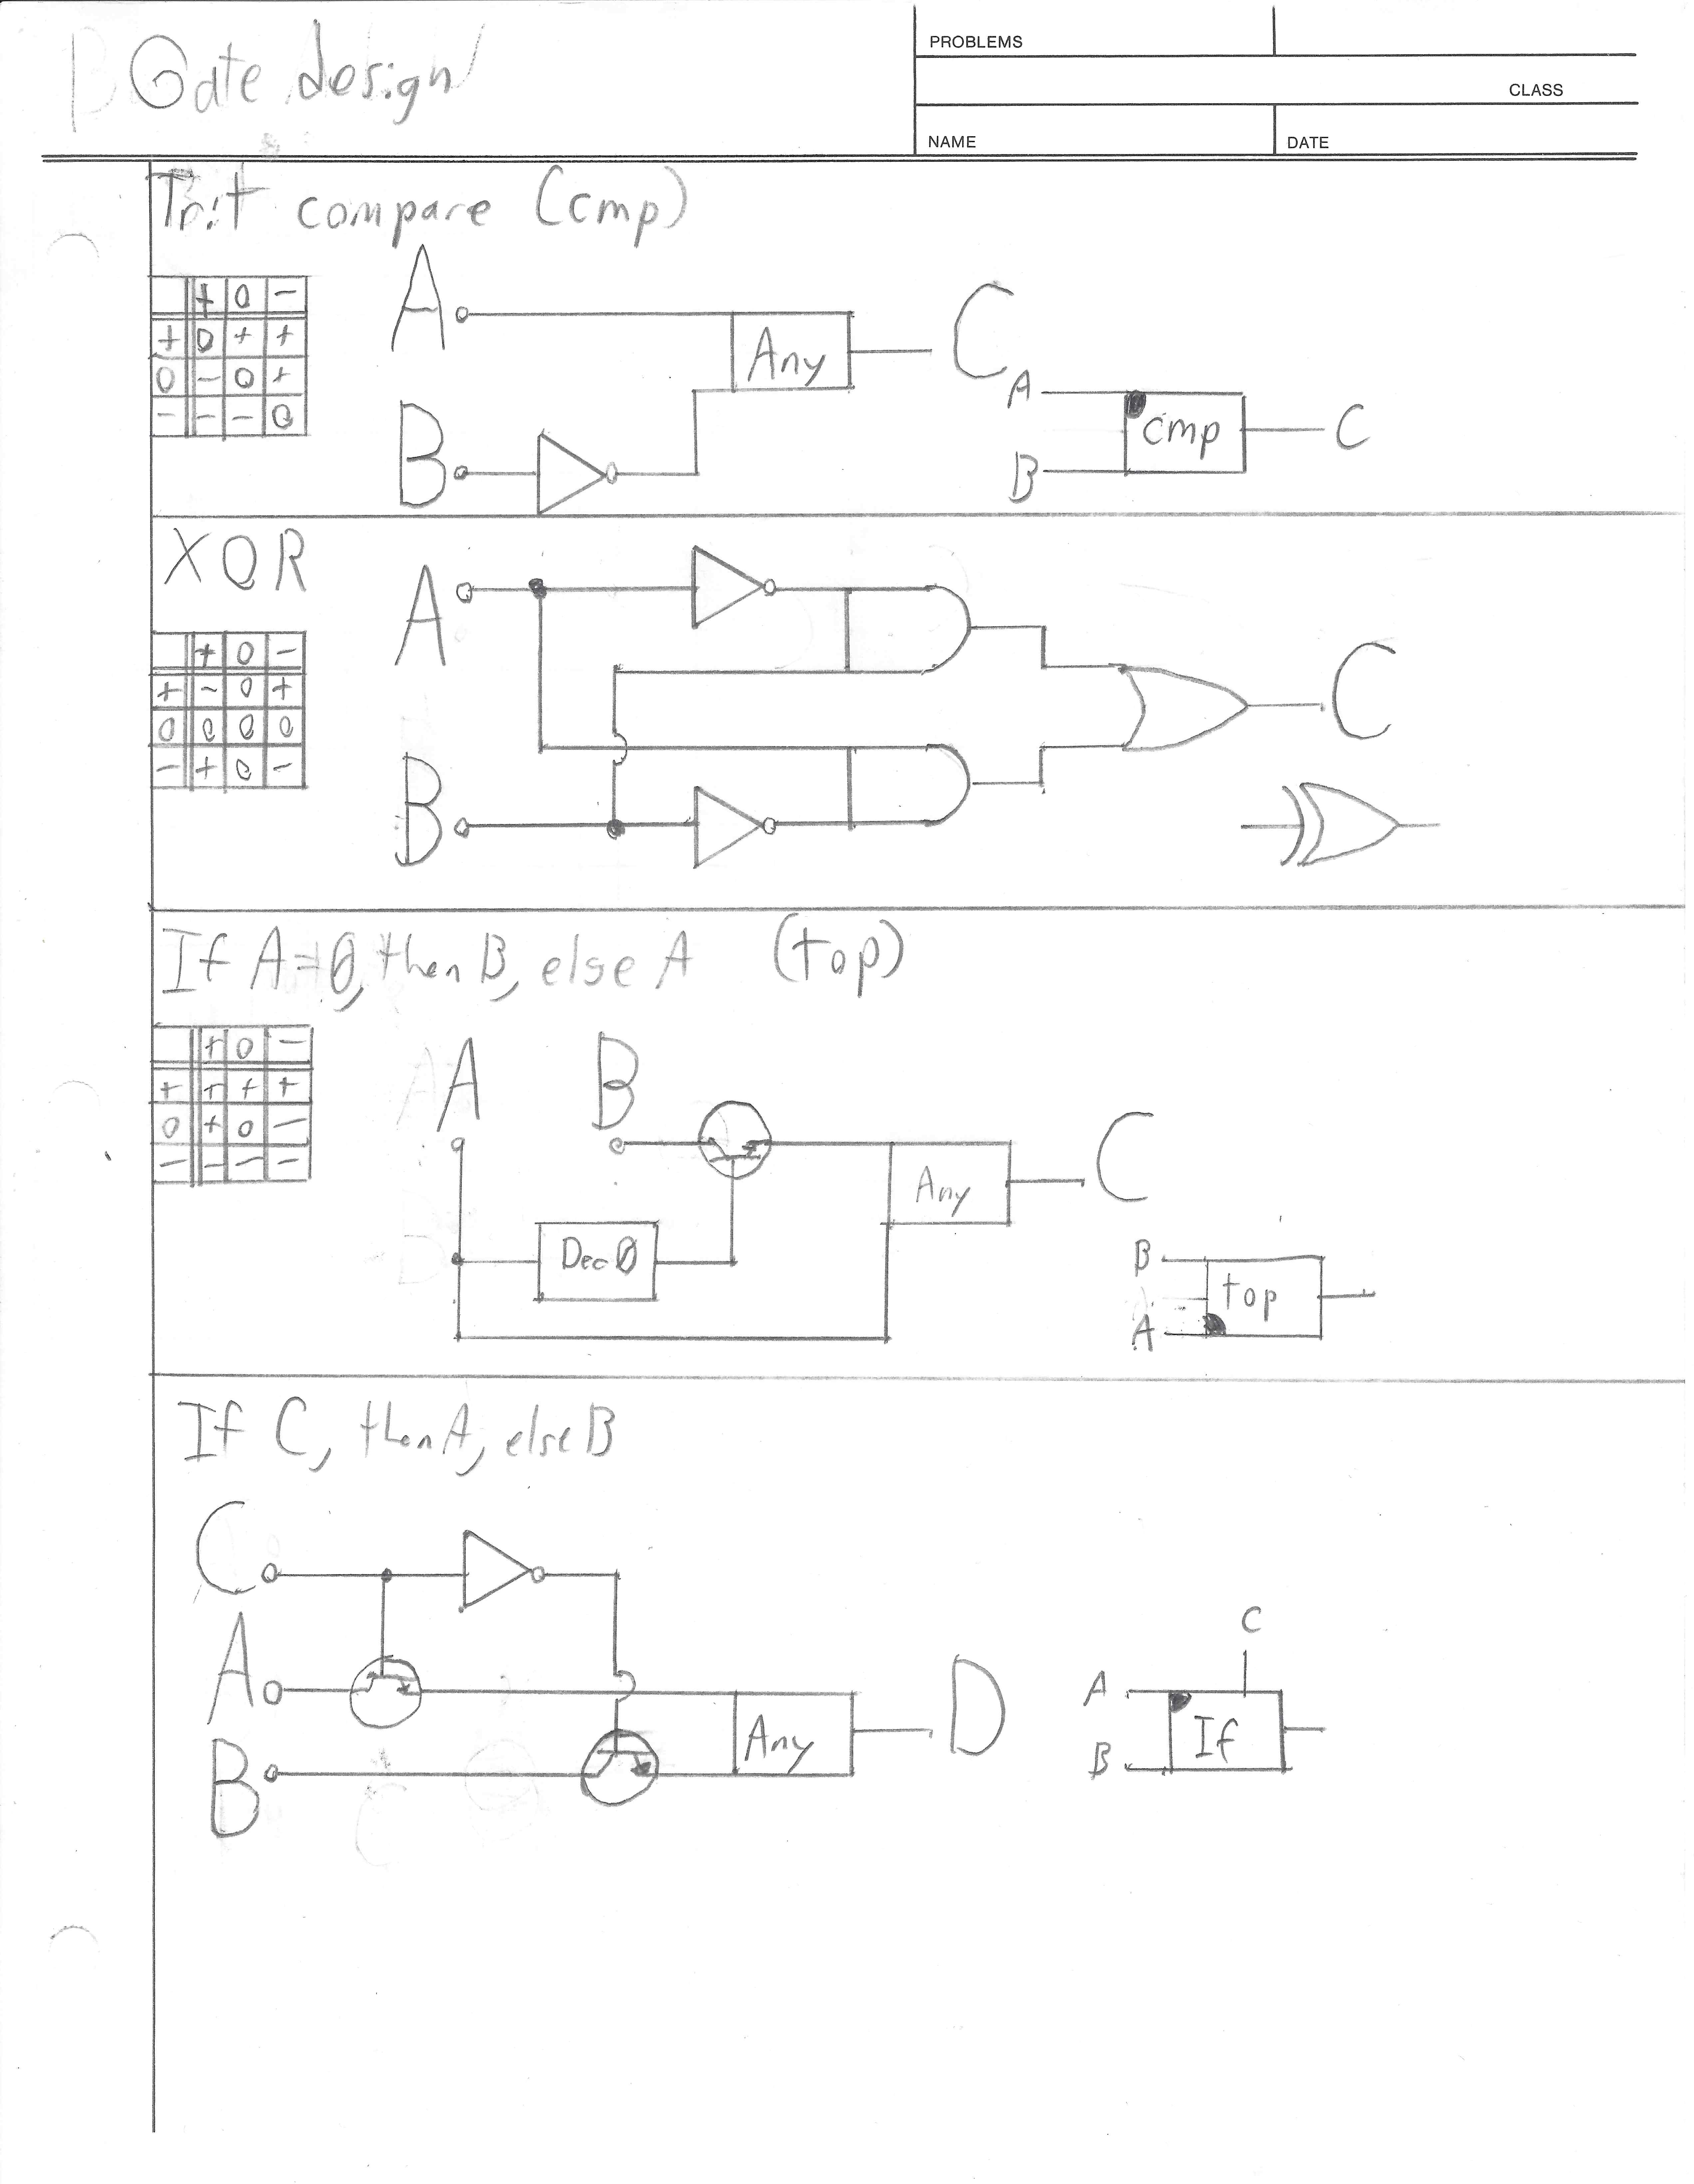 Gate design
PROBLEMS
CLASS
NAME
DATE
Trit compare (cmp)
+ 0 -
+ 0 + +
0 - 0 +
- - - 0
A
B
Any
C
A
B
cmp
C
XOR
+ 0 -
+ - 0 +
0 0 0 0
- + 0 -
A
B
C
If A=0, then B, else A (top)
+ 0 -
+ + + +
0 + 0 -
- - - -
A
B
Dec 0
Any
C
B
A
top
If C, then A, else B
C
A
B
Any
D
C
A
B
If